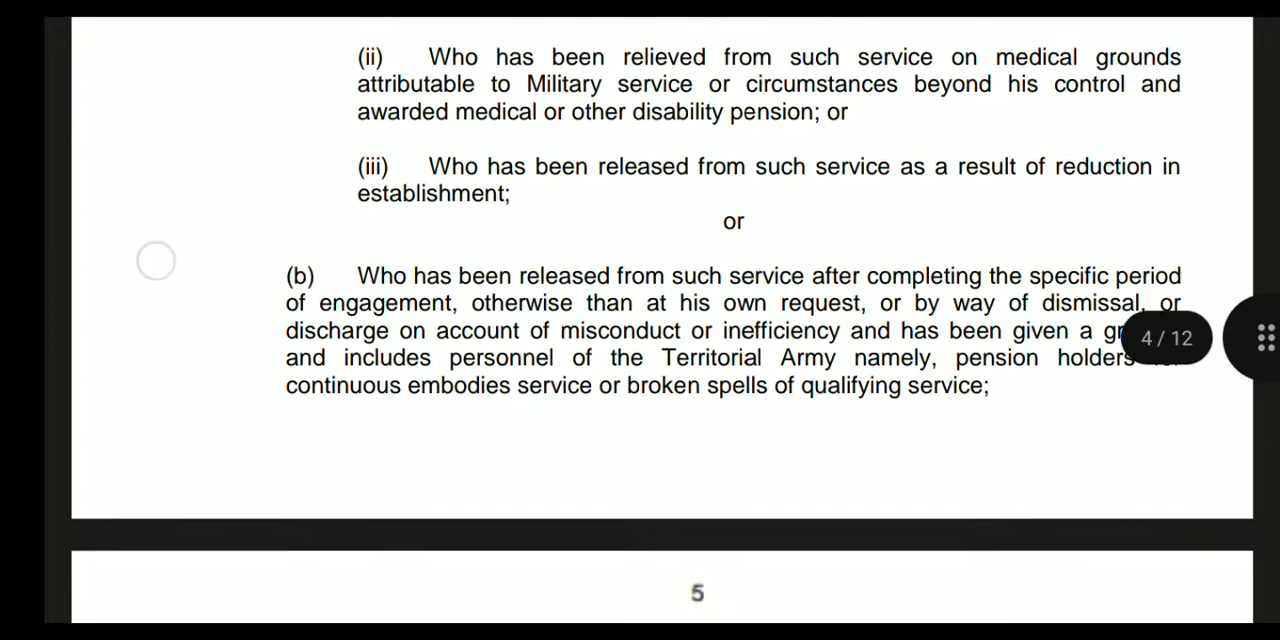 (ii) Who has been relieved from such service on medical grounds
attributable to Military service or circumstances beyond his control and
awarded medical or other disability pension; or
(iii) Who has been released from such service as a result of reduction in
establishment;
or
(b) Who has been released from such service after completing the specific period
of engagement, otherwise than at his own request, or by way of dismissal, or
discharge on account of misconduct or inefficiency and has been given a
and includes personnel of the Territorial Army namely, pension holders
continuous embodies service or broken spells of qualifying service;
4 / 12
5